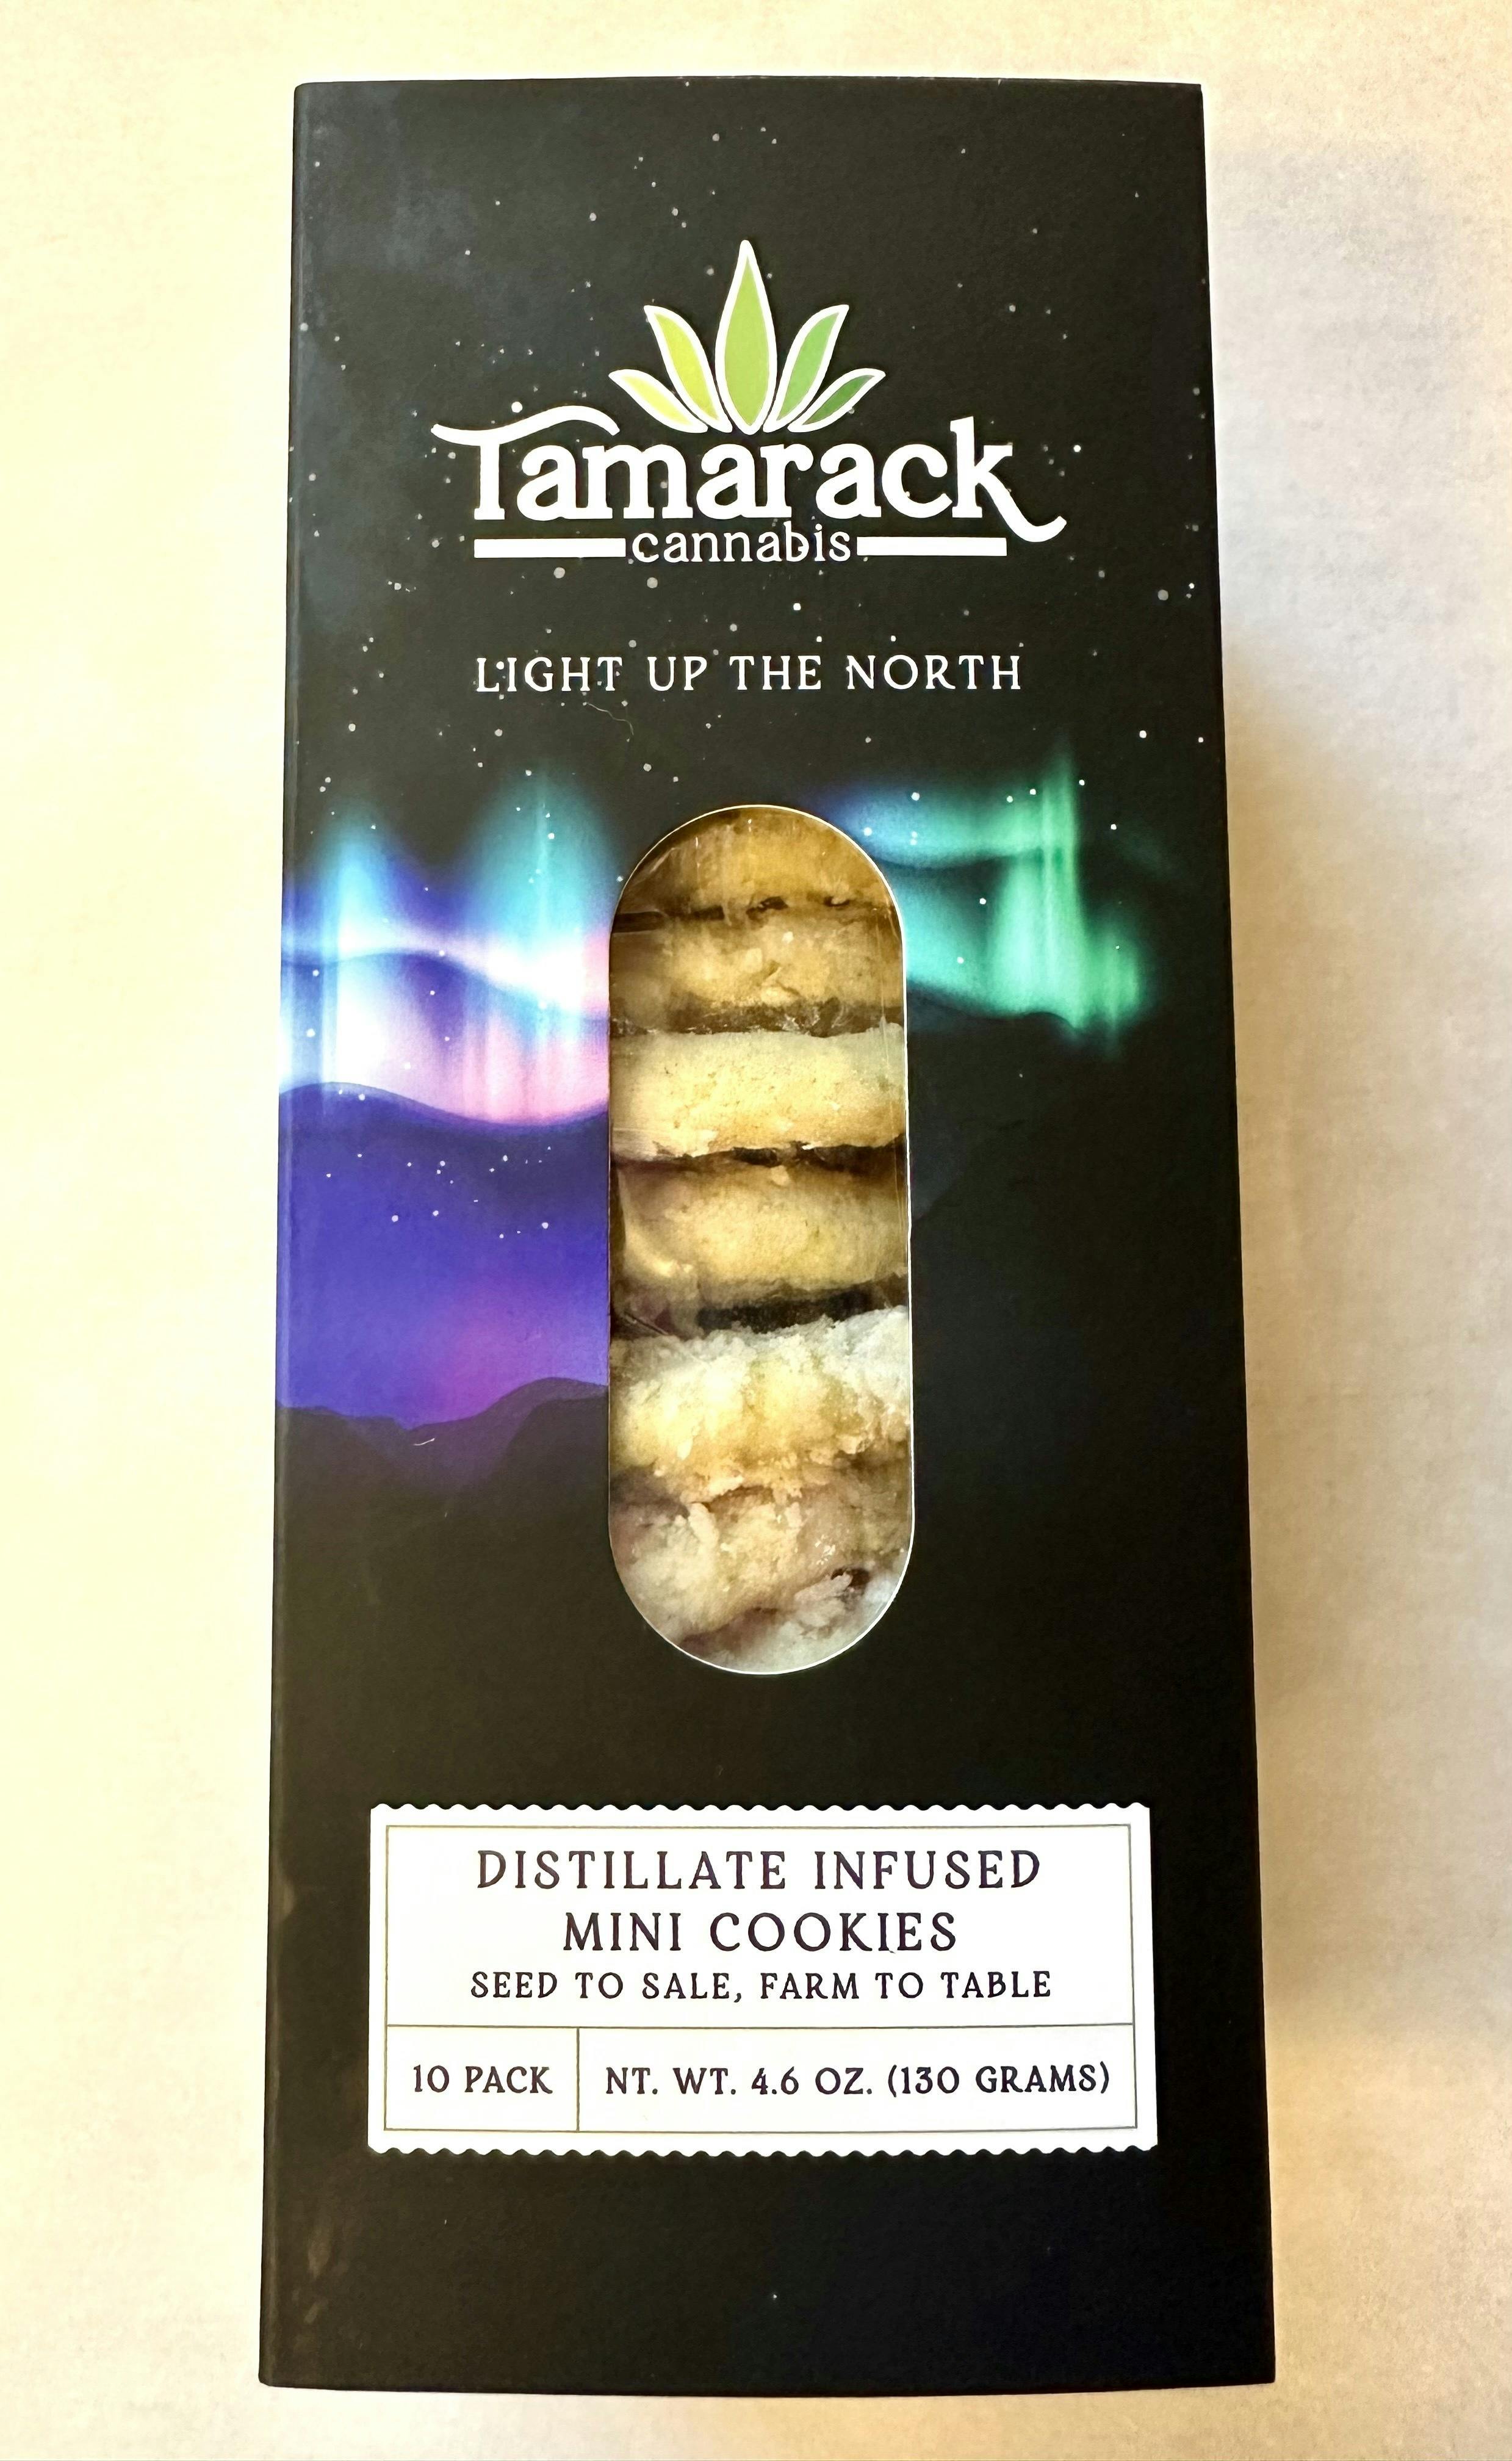 Tamarack
cannabis
LIGHT UP THE NORTH
DISTILLATE INFUSED
MINI COOKIES
SEED TO SALE, FARM TO TABLE
10 PACK
NT. WT. 4.6 OZ. (130 GRAMS)